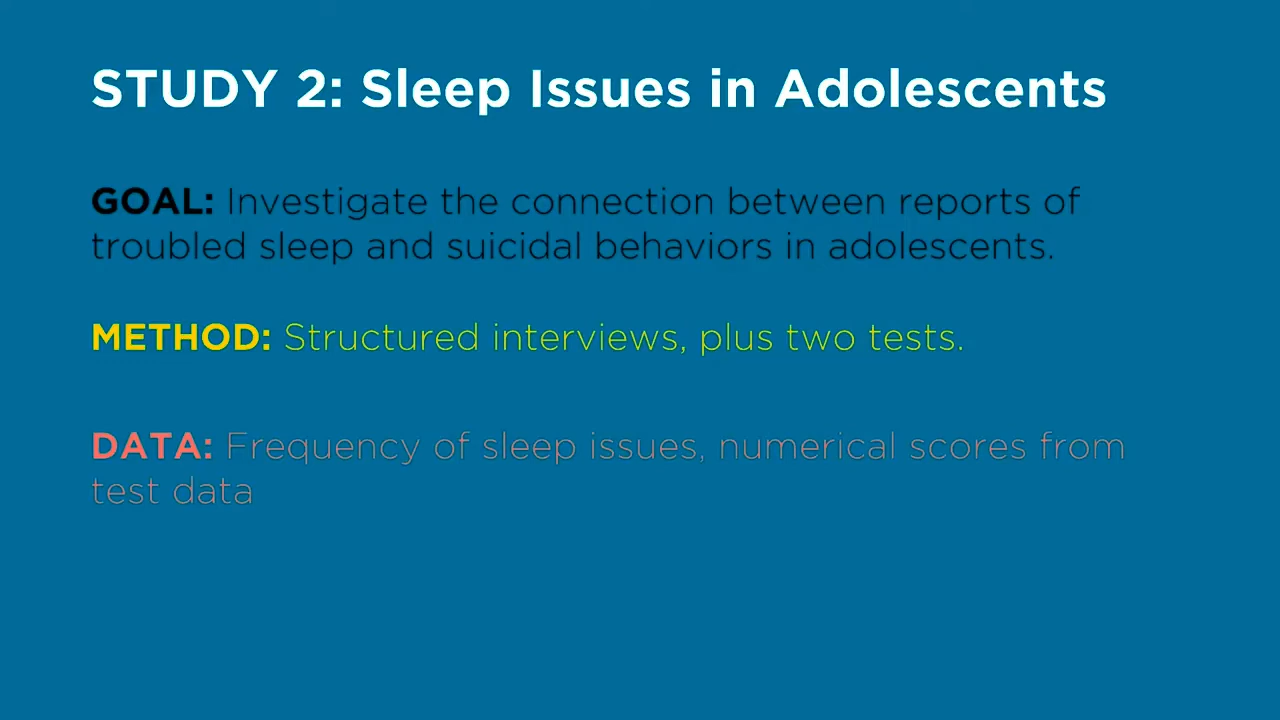 STUDY 2: Sleep Issues in Adolescents
GOAL: Investigate the connection between reports of
troubled sleep and suicidal behaviors in adolescents.
METHOD: Structured interviews, plus two tests.
DATA: Frequency of sleep issues, numerical scores from
test data